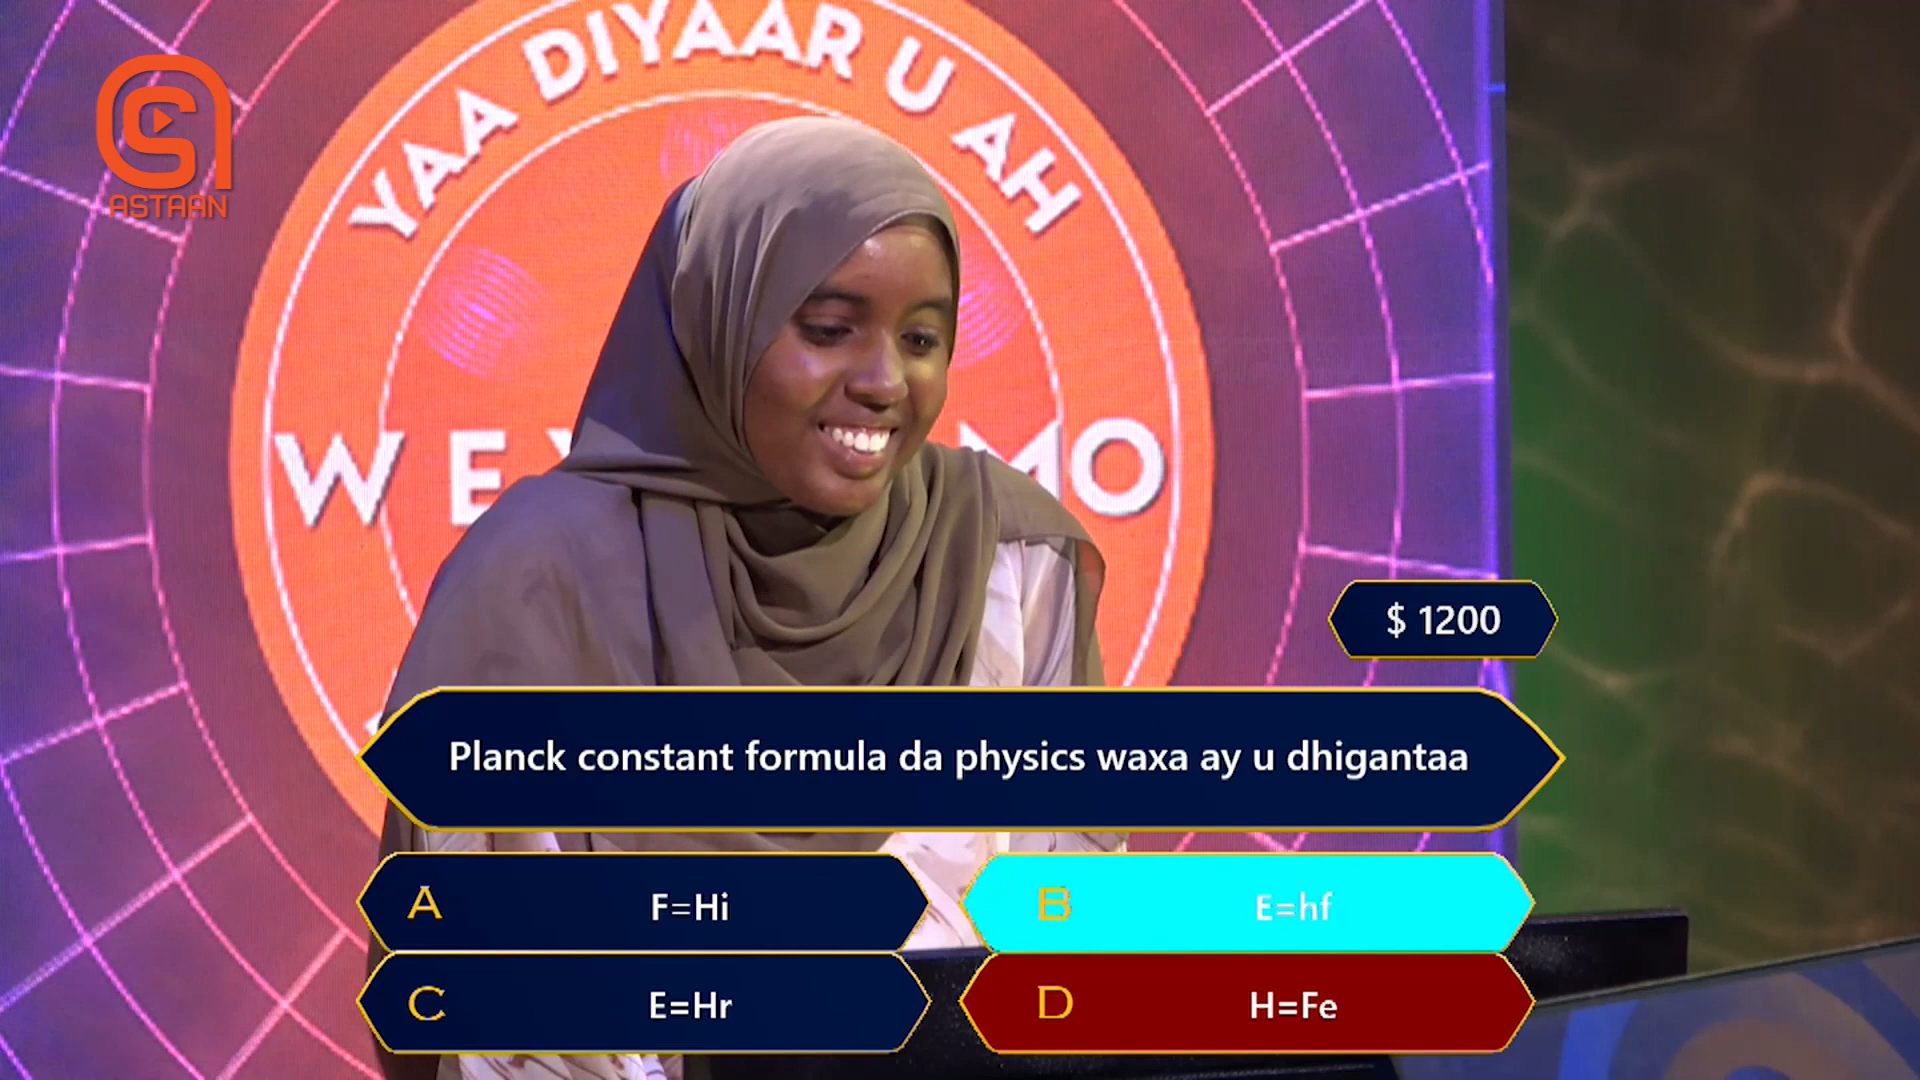 ASTAAN
YAA DIYAAR U AH
$ 1200
Planck constant formula da physics waxa ay u dhigantaa
A F=Hi
B E=hf
C E=Hr
D H=Fe